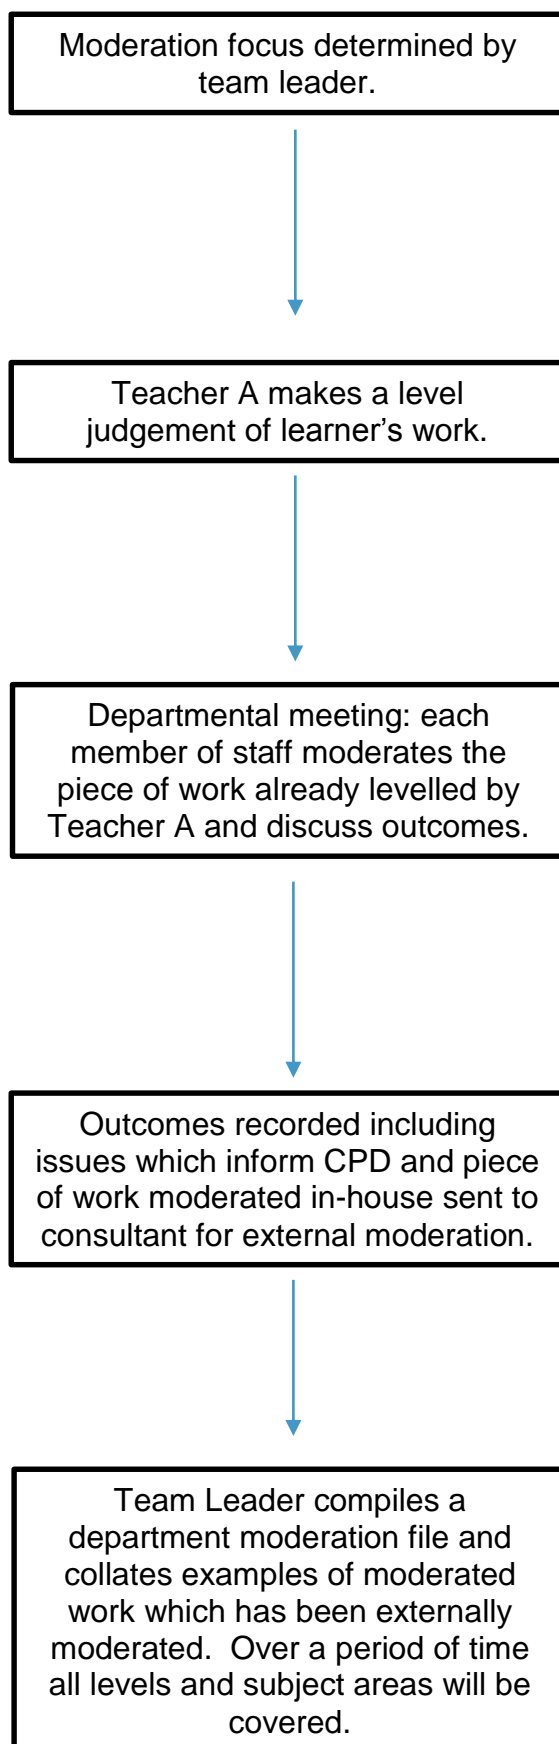 Moderation focus determined by
team leader.
Teacher A makes a level
judgement of learner’s work.
Departmental meeting: each
member of staff moderates the
piece of work already levelled by
Teacher A and discuss outcomes.
Outcomes recorded including
issues which inform CPD and piece
of work moderated in-house sent to
consultant for external moderation.
Team Leader compiles a
department moderation file and
collates examples of moderated
work which has been externally
moderated.  Over a period of time
all levels and subject areas will be
covered.